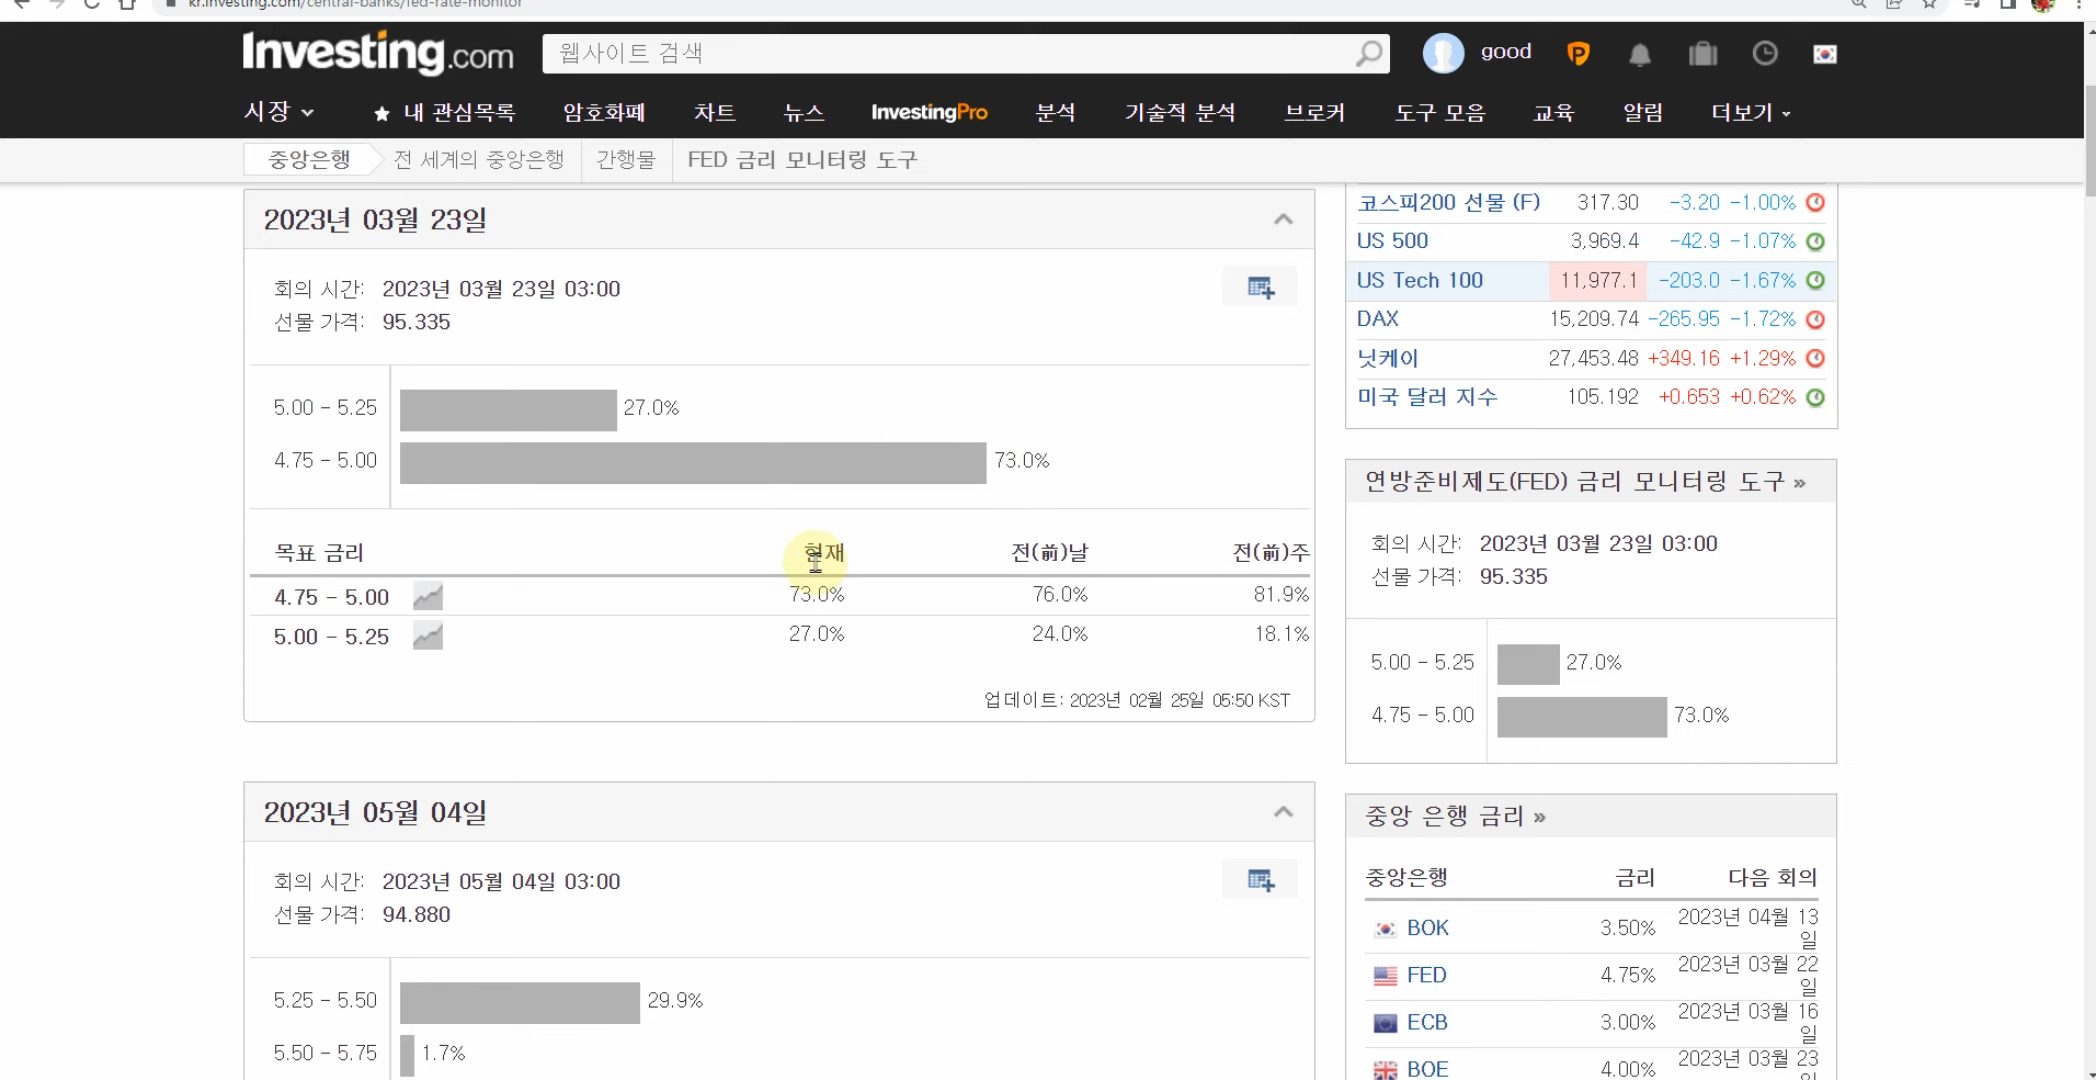 kr.investing.com/central-banks/fed-rate-monitor
Investing.com
웹사이트 검색
good
시장
내 관심목록
암호화폐
차트
뉴스
InvestingPro
분석
기술적 분석
브로커
도구 모음
교육
알림
더보기
중앙은행
전 세계의 중앙은행
간행물
FED 금리 모니터링 도구
2023년 03월 23일
회의 시간: 2023년 03월 23일 03:00
선물 가격: 95.335
5.00 - 5.25 27.0%
4.75 - 5.00 73.0%
목표 금리 현재 전(前)날 전(前)주
4.75 - 5.00 73.0% 76.0% 81.9%
5.00 - 5.25 27.0% 24.0% 18.1%
업데이트: 2023년 02월 25일 05:50 KST
2023년 05월 04일
회의 시간: 2023년 05월 04일 03:00
선물 가격: 94.880
5.25 - 5.50 29.9%
5.50 - 5.75 1.7%
코스피200 선물 (F) 317.30 -3.20 -1.00%
US 500 3,969.4 -42.9 -1.07%
US Tech 100 11,977.1 -203.0 -1.67%
DAX 15,209.74 -265.95 -1.72%
닛케이 27,453.48 +349.16 +1.29%
미국 달러 지수 105.192 +0.653 +0.62%
연방준비제도(FED) 금리 모니터링 도구 »
회의 시간: 2023년 03월 23일 03:00
선물 가격: 95.335
5.00 - 5.25 27.0%
4.75 - 5.00 73.0%
중앙 은행 금리 »
중앙은행 금리 다음 회의
BOK 3.50% 2023년 04월 13
일
FED 4.75% 2023년 03월 22
일
ECB 3.00% 2023년 03월 16
일
BOE 4.00% 2023년 03월 23
일